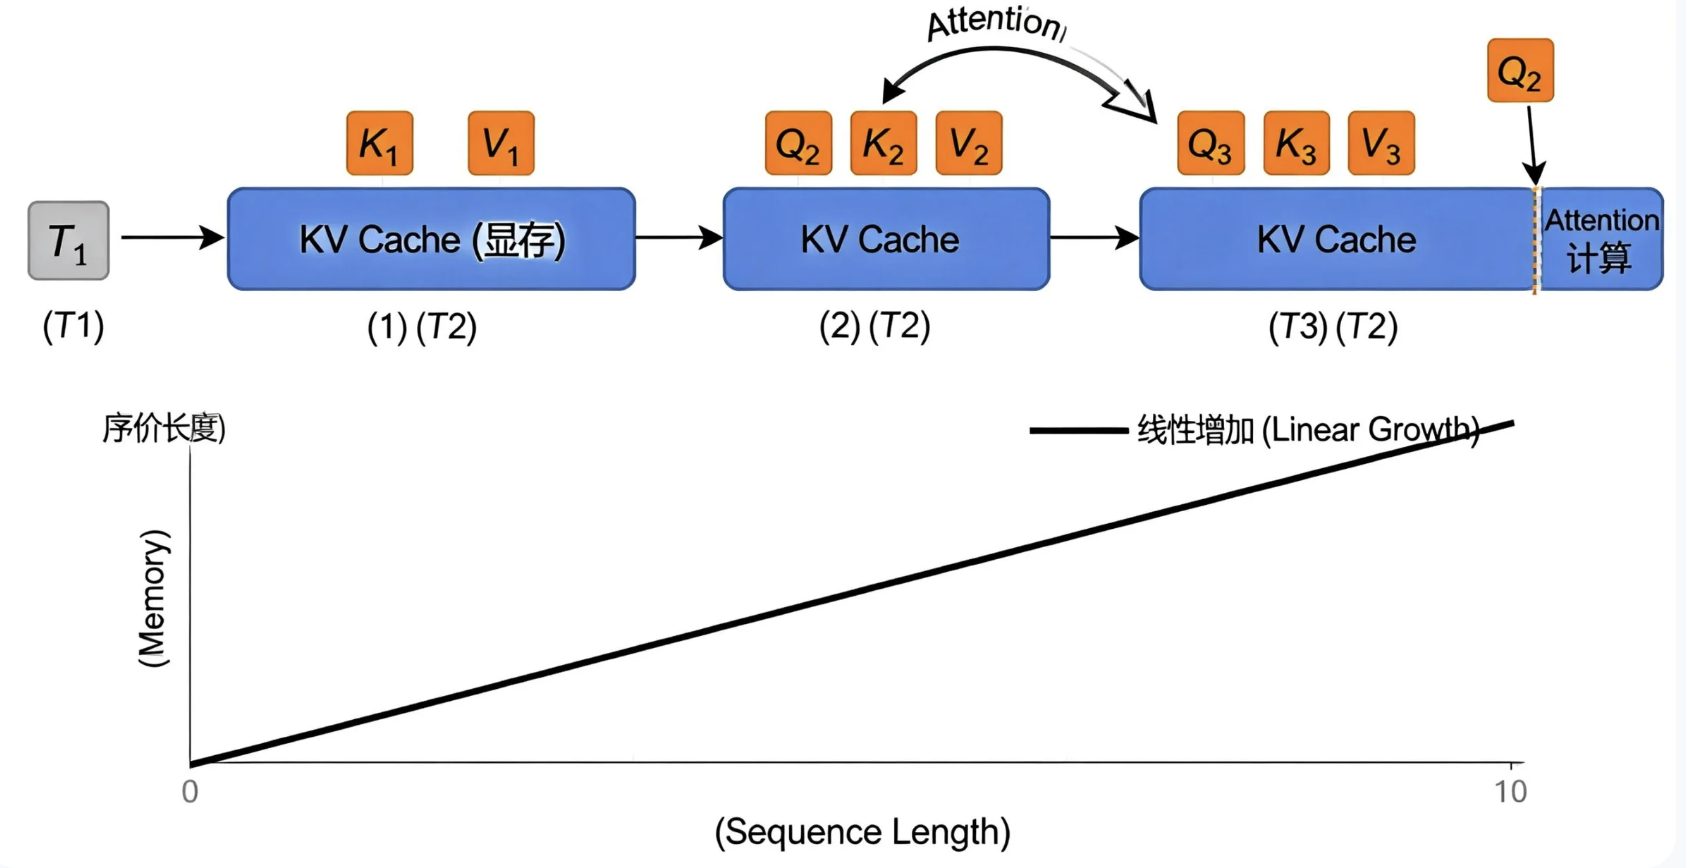 Attention
Q2
K1 V1 Q2 K2 V2 Q3 K3 V3
T1
KV Cache (显存)
KV Cache
KV Cache
Attention
计算
(T1)
(1) (T2)
(2) (T2)
(T3) (T2)
序价长度)
线性增加 (Linear Growth)
(Memory)
0
10
(Sequence Length)